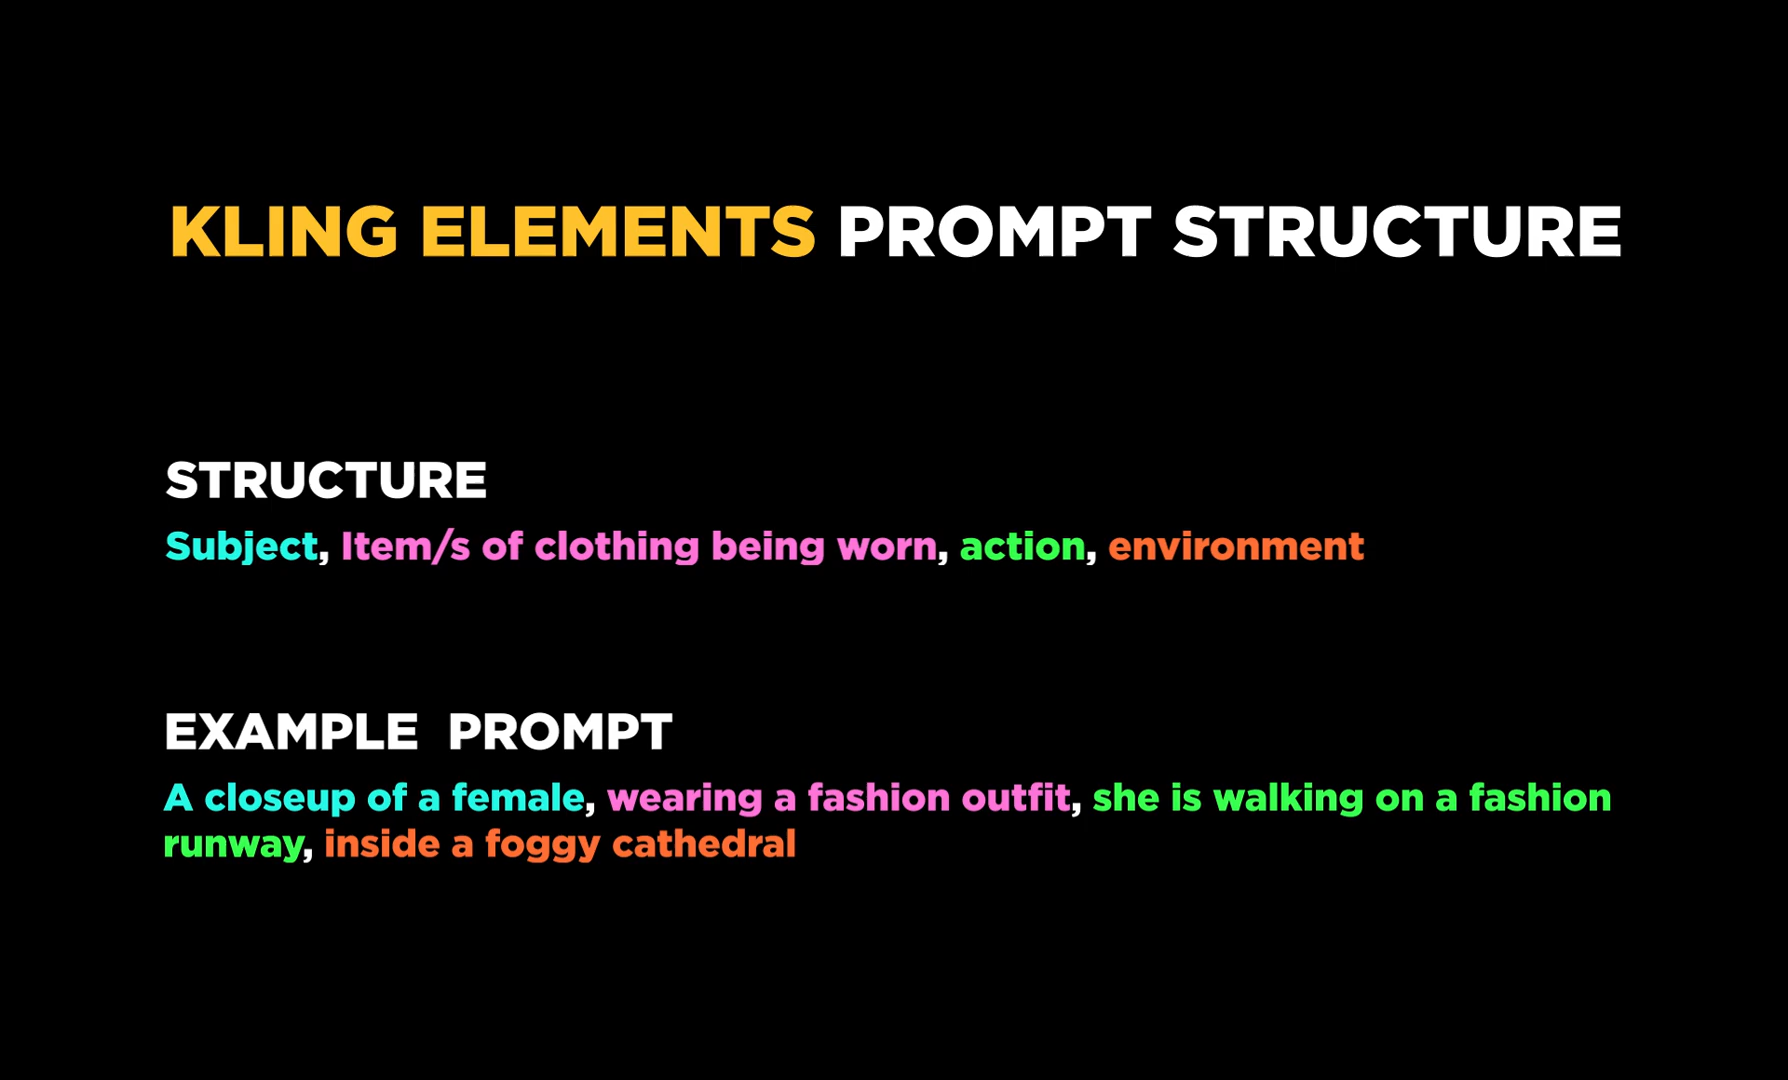 KLING ELEMENTS PROMPT STRUCTURE
STRUCTURE
Subject, Item/s of clothing being worn, action, environment
EXAMPLE PROMPT
A closeup of a female, wearing a fashion outfit, she is walking on a fashion
runway, inside a foggy cathedral